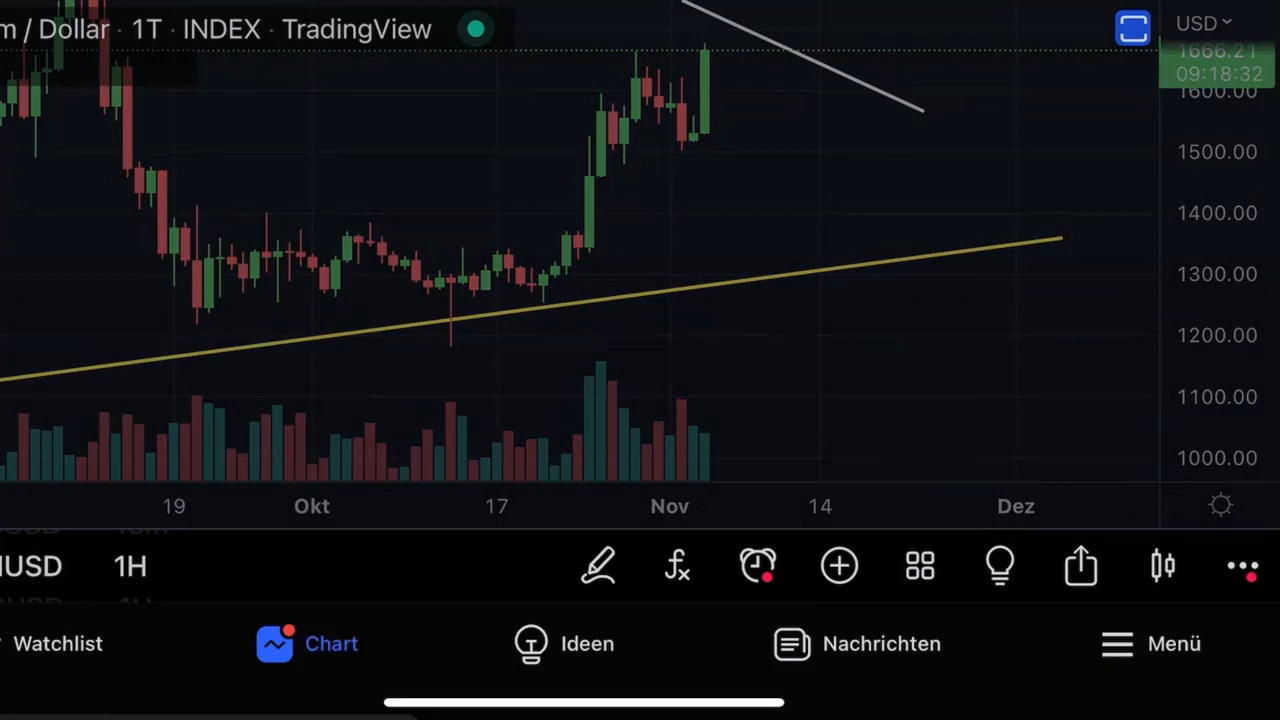 m / Dollar · 1T · INDEX · TradingView
USD
1666.21
09:18:32
1600.00
1500.00
1400.00
1300.00
1200.00
1100.00
1000.00
19 Okt 17 Nov 14 Dez
USD 1H
Watchlist Chart Ideen Nachrichten Menü